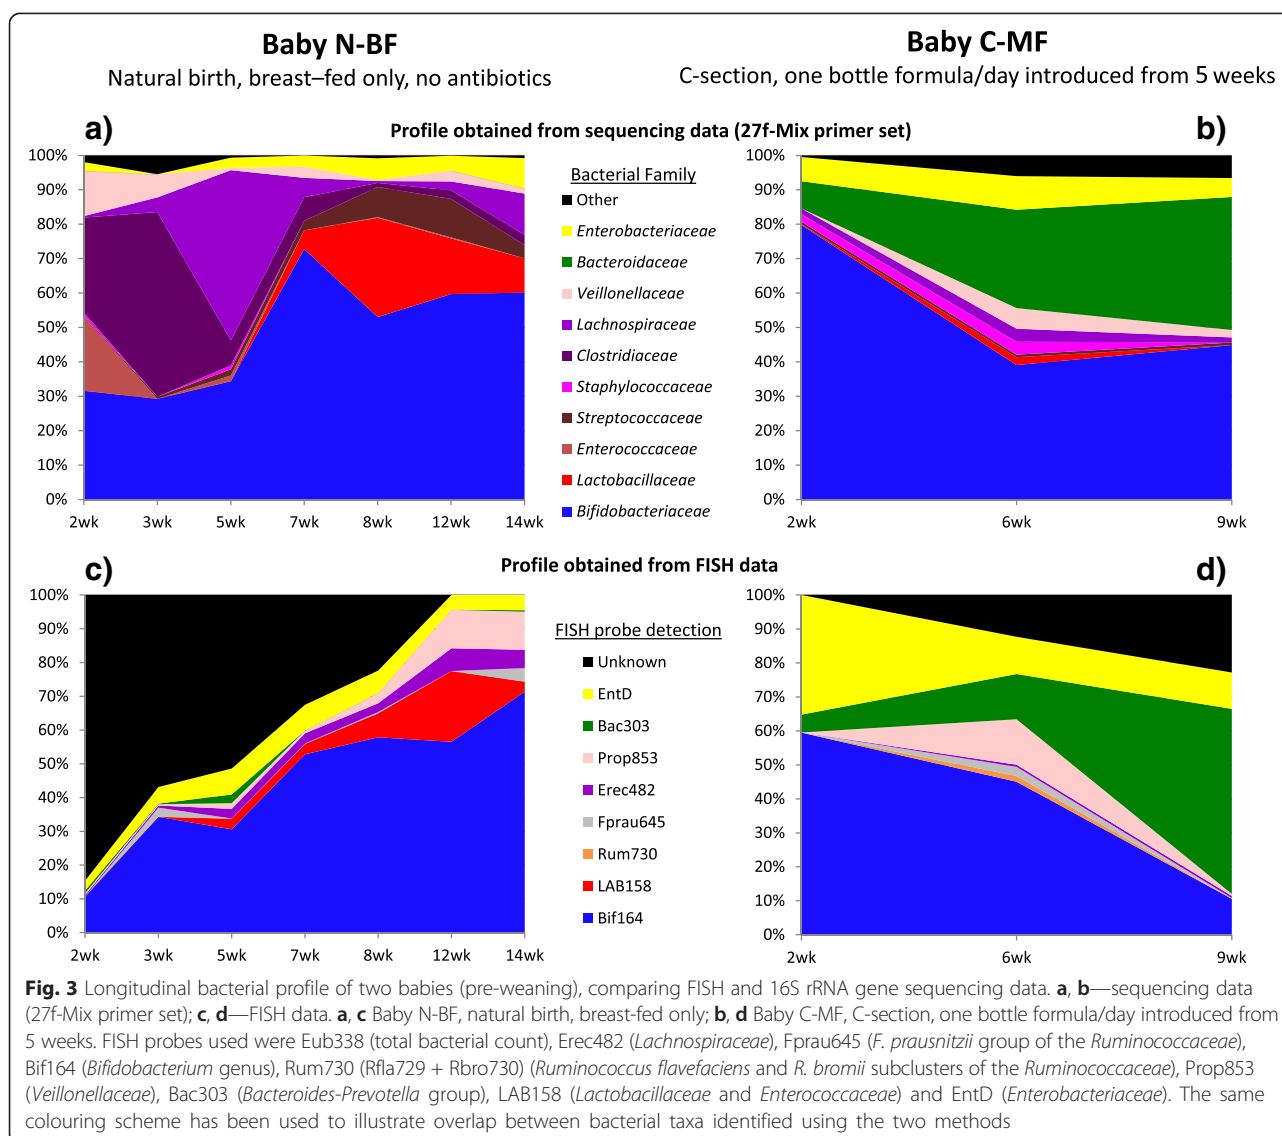 Baby N-BF
Natural birth, breast–fed only, no antibiotics
Baby C-MF
C-section, one bottle formula/day introduced from 5 weeks
a)
Profile obtained from sequencing data (27f-Mix primer set)
b)
100%
90%
80%
70%
60%
50%
40%
30%
20%
10%
0%
2wk
3wk
5wk
7wk
8wk
12wk
14wk
Bacterial Family
Other
Enterobacteriaceae
Bacteroidaceae
Veillonellaceae
Lachnospiraceae
Clostridiaceae
Staphylococcaceae
Streptococcaceae
Enterococcaceae
Lactobacillaceae
Bifidobacteriaceae
100%
90%
80%
70%
60%
50%
40%
30%
20%
10%
0%
2wk
6wk
9wk
c)
Profile obtained from FISH data
d)
100%
90%
80%
70%
60%
50%
40%
30%
20%
10%
0%
2wk
3wk
5wk
7wk
8wk
12wk
14wk
FISH probe detection
Unknown
EntD
Bac303
Prop853
Erec482
Fprau645
Rum730
LAB158
Bif164
100%
90%
80%
70%
60%
50%
40%
30%
20%
10%
0%
2wk
6wk
9wk
Fig. 3 Longitudinal bacterial profile of two babies (pre-weaning), comparing FISH and 16S rRNA gene sequencing data. a, b—sequencing data
(27f-Mix primer set); c, d—FISH data. a, c Baby N-BF, natural birth, breast-fed only; b, d Baby C-MF, C-section, one bottle formula/day introduced from
5 weeks. FISH probes used were Eub338 (total bacterial count), Erec482 (Lachnospiraceae), Fprau645 (F. prausnitzii group of the Ruminococcaceae),
Bif164 (Bifidobacterium genus), Rum730 (Rfla729 + Rbro730) (Ruminococcus flavefaciens and R. bromii subclusters of the Ruminococcaceae), Prop853
(Veillonellaceae), Bac303 (Bacteroides-Prevotella group), LAB158 (Lactobacillaceae and Enterococcaceae) and EntD (Enterobacteriaceae). The same
colouring scheme has been used to illustrate overlap between bacterial taxa identified using the two methods